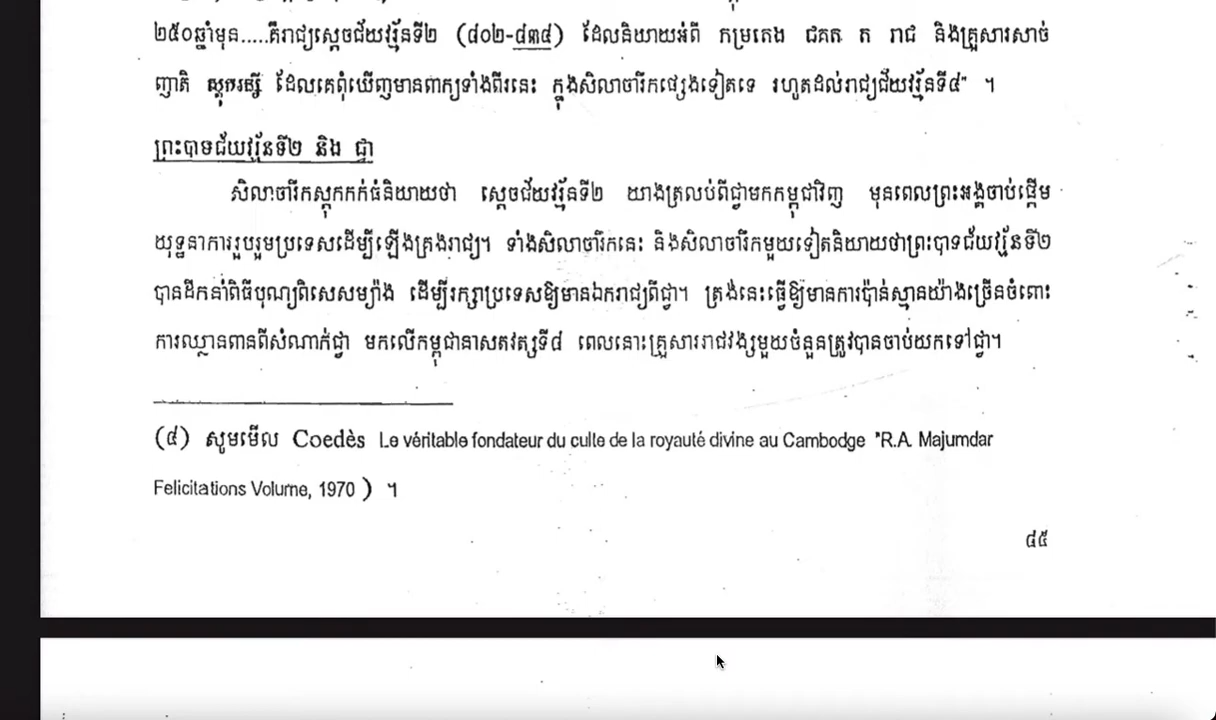 ២៥០ឆ្នាំមុន.....គឺរាជ្យស្តេចជ័យវរ្ម័នទី២ (៨០២-៨៣៤) ដែលនិយាយអំពី កម្រតេង ជគត ត រាជ និងគ្រួសារសាច់
ញាតិ ស្តុករន្សី ដែលគេពុំឃើញមានពាក្យទាំងពីរនេះ ក្នុងសិលាចារឹកផ្សេងទៀតទេ រហូតដល់រាជ្យជ័យវរ្ម័នទី៤" ។
ព្រះបាទជ័យវរ្ម័នទី២ និង ជ្វា
សិលាចារឹកស្តុកកក់ធំនិយាយថា ស្តេចជ័យវរ្ម័នទី២ យាងត្រលប់ពីជ្វាមកកម្ពុជាវិញ មុនពេលព្រះអង្គចាប់ផ្តើម
យុទ្ធនាការរួបរួមប្រទេសដើម្បីឡើងគ្រងរាជ្យ។ ទាំងសិលាចារឹកនេះ និងសិលាចារឹកមួយទៀតនិយាយថាព្រះបាទជ័យវរ្ម័នទី២
បានដឹកនាំពិធីបុណ្យពិសេសម្យ៉ាង ដើម្បីរក្សាប្រទេសឱ្យមានឯករាជ្យពីជ្វា។ ត្រង់នេះធ្វើឱ្យមានការប៉ាន់ស្មានយ៉ាងច្រើនចំពោះ
ការឈ្លានពានពីសំណាក់ជ្វា មកលើកម្ពុជានាសតវត្សទី៨ ពេលនោះគ្រួសាររាជវង្សមួយចំនួនត្រូវបានចាប់យកទៅជ្វា។
(៤) សូមមើល Coedès Le véritable fondateur du culte de la royauté divine au Cambodge "R.A. Majumdar
Felicitations Volume, 1970 ) ។
៨៥